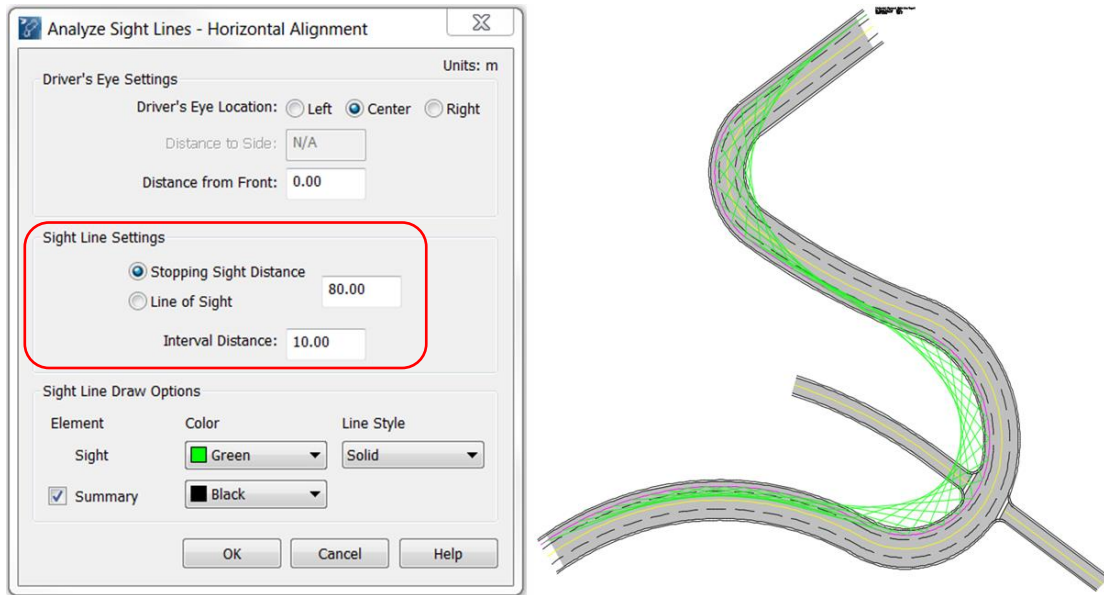 Analyze Sight Lines - Horizontal Alignment
Units: m
Driver's Eye Settings
Driver's Eye Location: Left Center Right
Distance to Side: N/A
Distance from Front: 0.00
Sight Line Settings
Stopping Sight Distance
80.00
Line of Sight
Interval Distance: 10.00
Sight Line Draw Options
Element Color Line Style
Sight Green Solid
Summary Black
OK Cancel Help